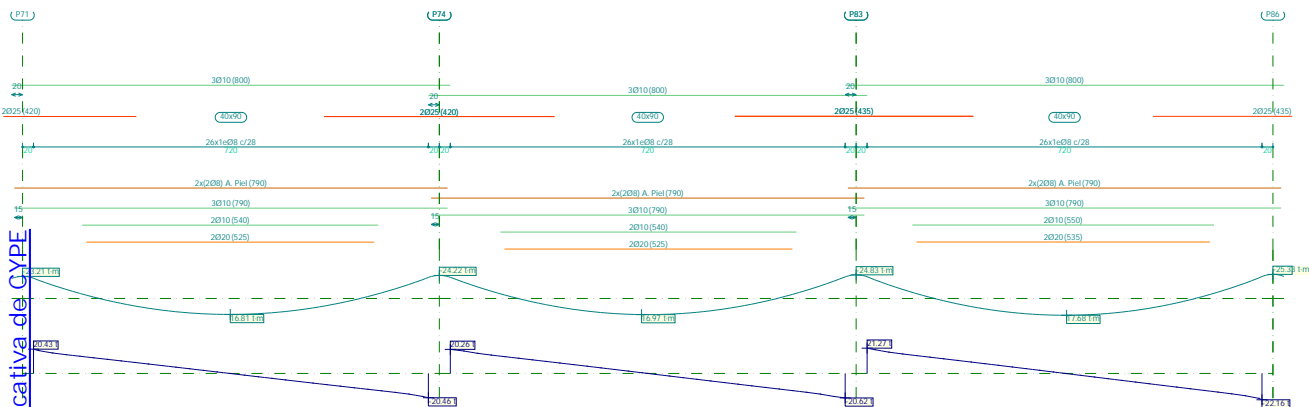 P71 P74 P83 P86
3Ø10(800) 3Ø10(800)
20 20
3Ø10(800)
20
2Ø25(420) 2Ø25(420) 2Ø25(435) 2Ø25(435)
40x90 40x90 40x90
26x1eØ8 c/28 26x1eØ8 c/28 26x1eØ8 c/28
20 720 20 20 720 20 20 720 20
2x(2Ø8) A. Piel (790) 2x(2Ø8) A. Piel (790)
2x(2Ø8) A. Piel (790)
3Ø10(790) 3Ø10(790)
15 3Ø10(790) 15
15
2Ø10(540) 2Ø10(550)
2Ø10(540)
2Ø20(525) 2Ø20(535)
2Ø20(525)
-23.21 t·m -24.22 t·m -24.83 t·m -25.33 t·m
16.81 t·m 16.97 t·m 17.68 t·m
20.43 t 20.26 t 21.27 t
-20.46 t -20.62 t -22.16 t
cativa de CYPE